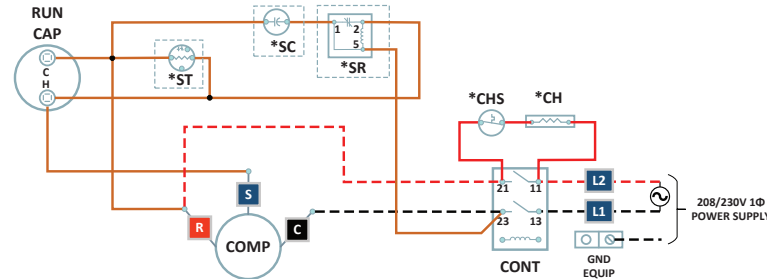 RUN
CAP
C
H
*ST
*SC
1 2
5
*SR
*CHS
*CH
21 11
23 13
CONT
L2
L1
GND
EQUIP
208/230V 1Φ
POWER SUPPLY
S
R
C
COMP